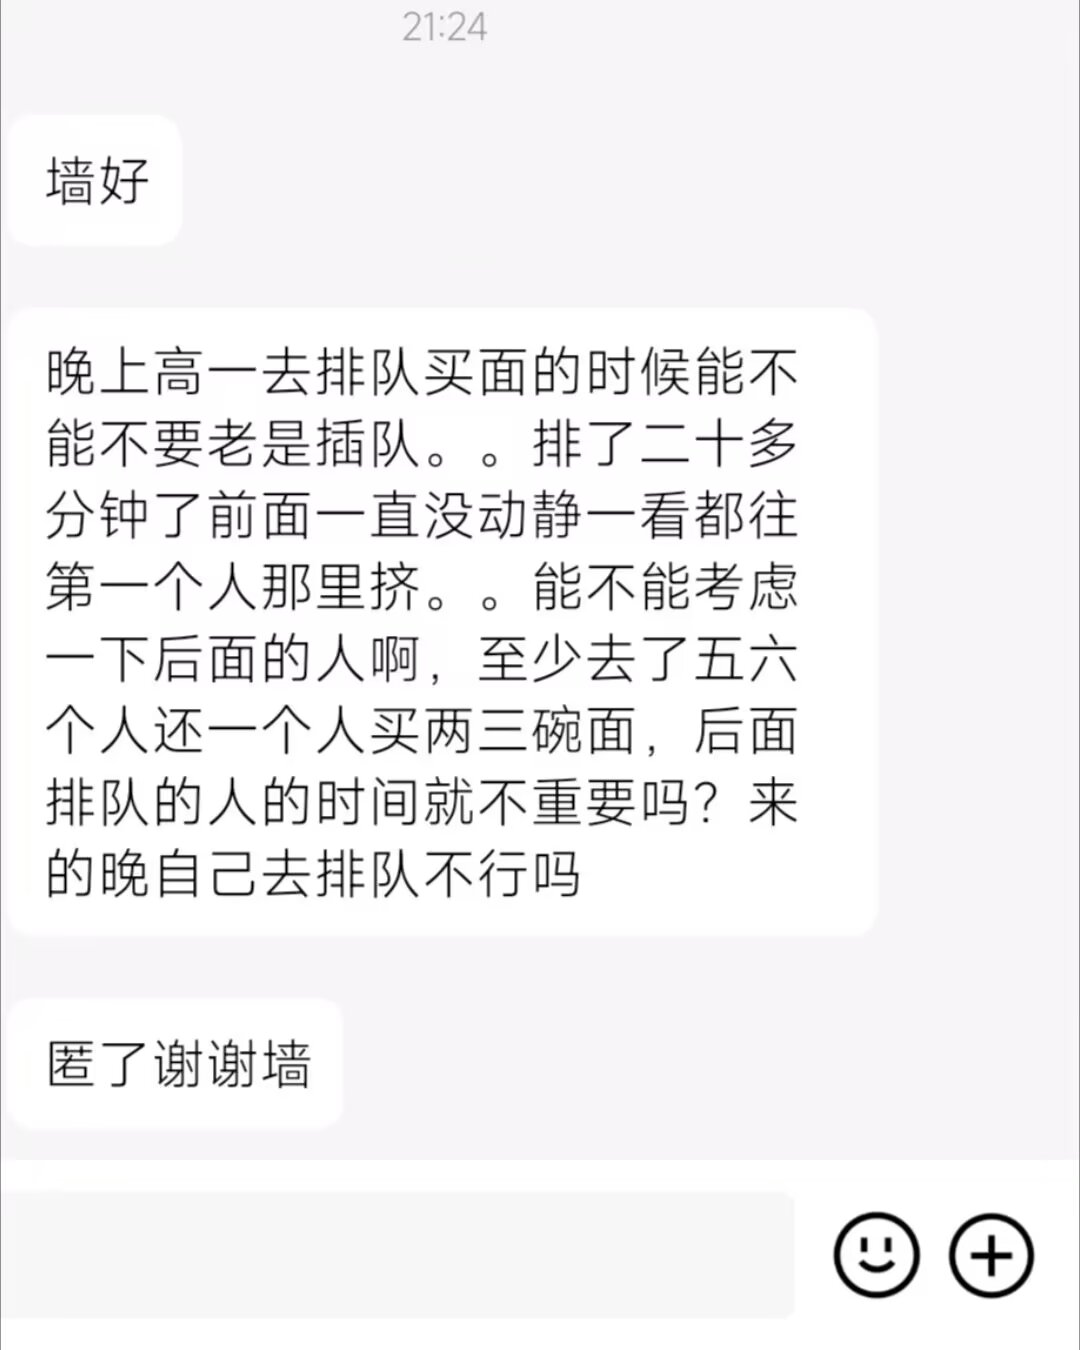 21:24
墙好
晚上高一去排队买面的时候能不
能不要老是插队。。排了二十多
分钟了前面一直没动静一看都往
第一个人那里挤。。能不能考虑
一下后面的人啊，至少去了五六
个人还一个人买两三碗面，后面
排队的人的时间就不重要吗？来
的晚自己去排队不行吗
匿了谢谢墙